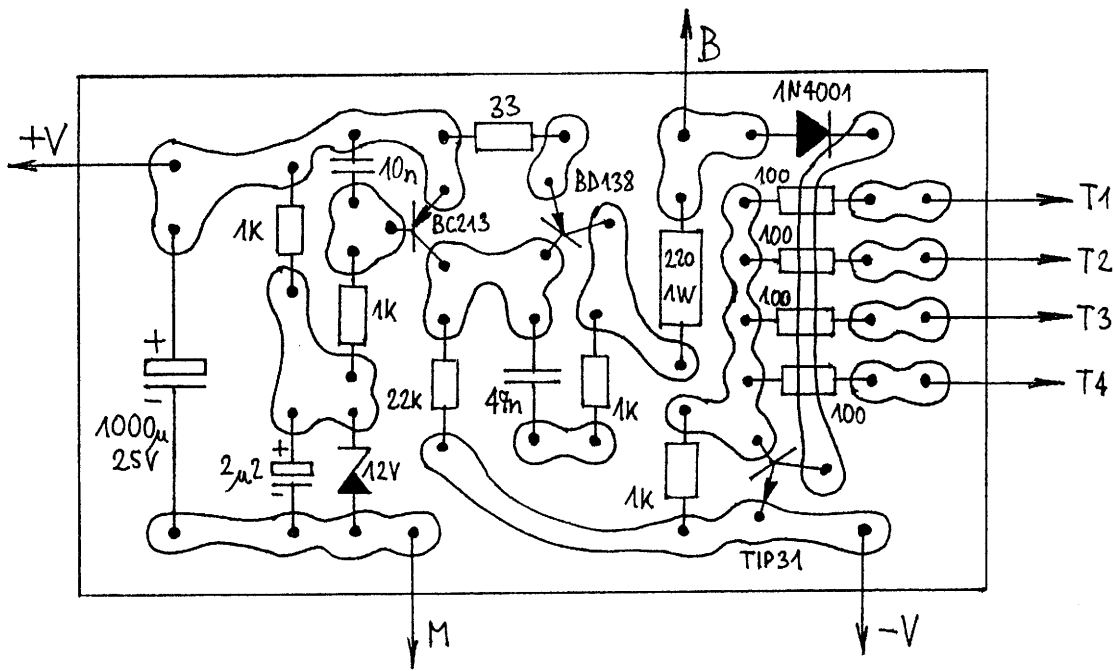 B
1N4001
+V
33
10n
BD138
100
T1
1K
BC213
100
T2
220
1W
1K
100
T3
+
-
22K
47n
1K
T4
100
1000µ
25V
+
2µ2
-
12V
1K
TIP31
M
-V